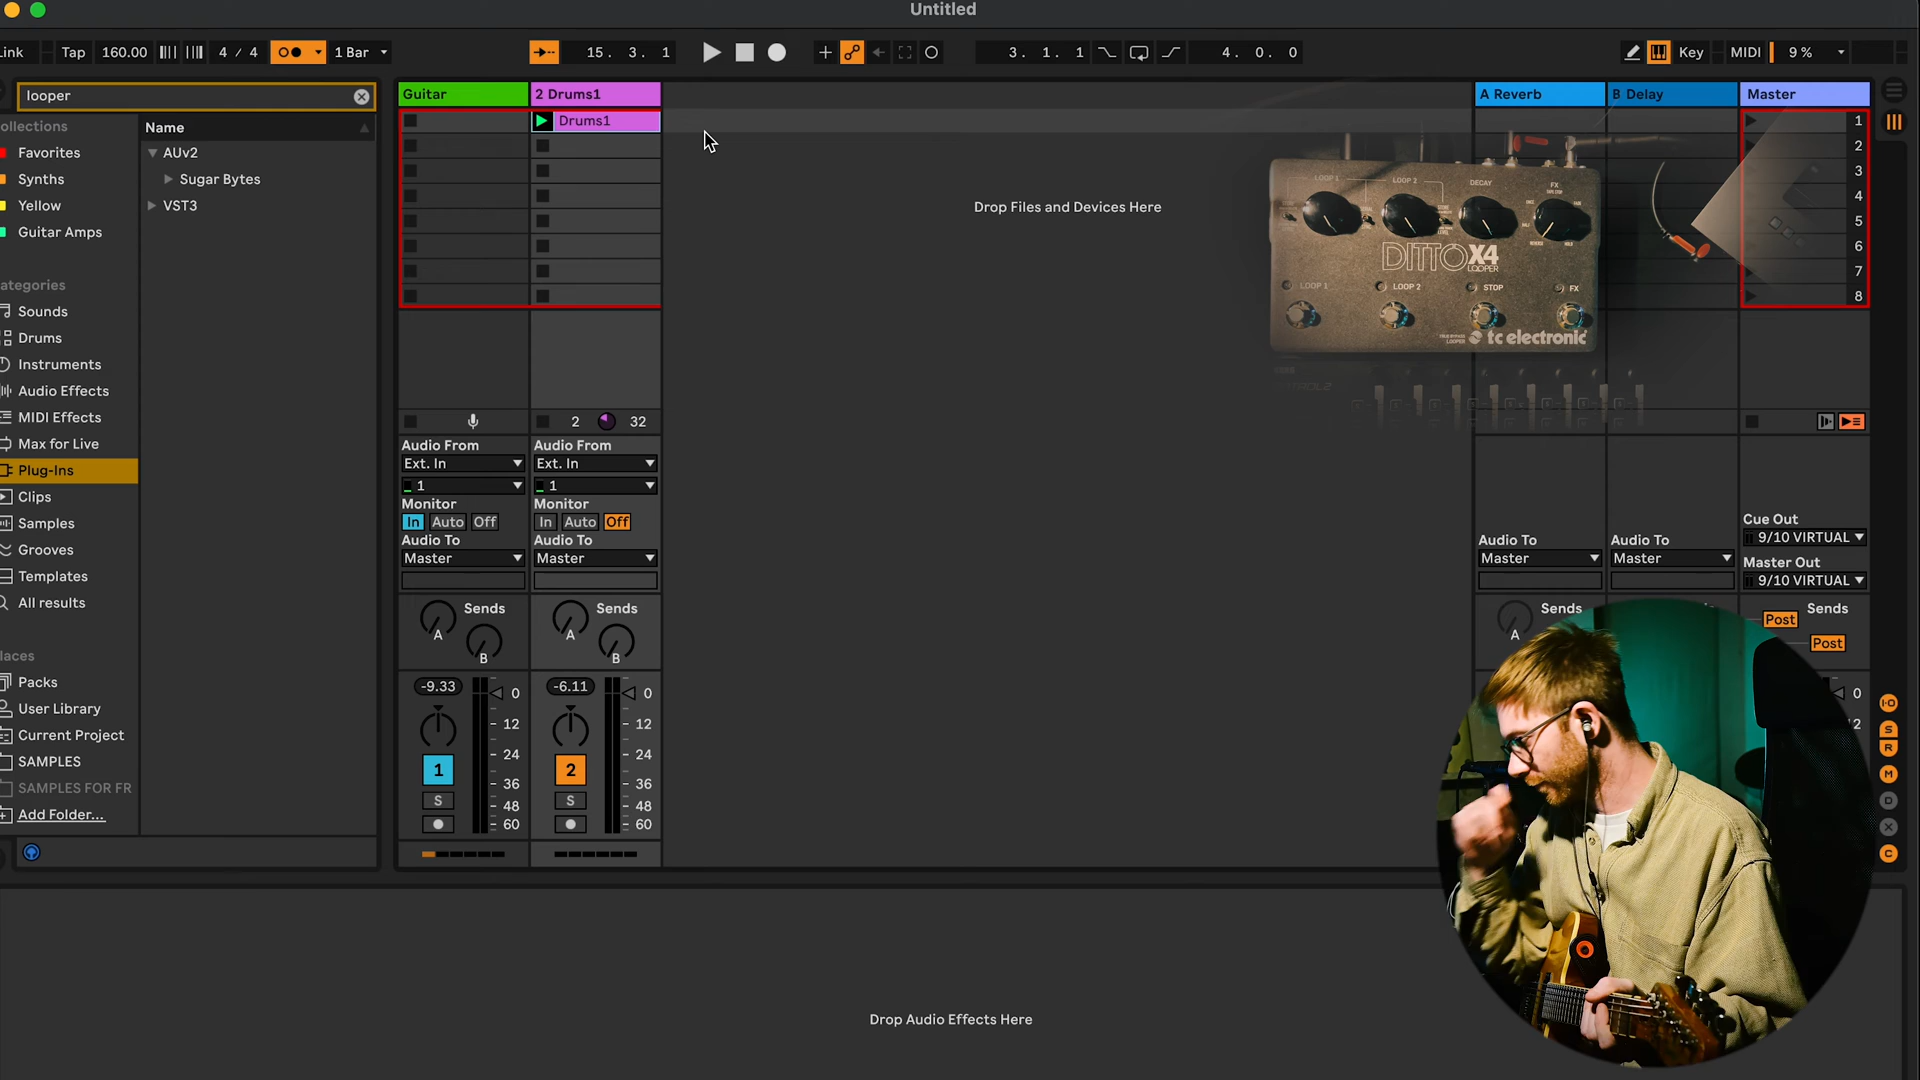 Untitled
Link Tap 160.00 4 / 4 1 Bar 15. 3. 1 3. 1. 1 4. 0. 0 Key MIDI 9 %
looper
ollections
Favorites
Synths
Yellow
Guitar Amps
ategories
Sounds
Drums
Instruments
Audio Effects
MIDI Effects
Max for Live
Plug-Ins
Clips
Samples
Grooves
Templates
All results
laces
Packs
User Library
Current Project
SAMPLES
SAMPLES FOR FR
Add Folder...
Name
AUv2
Sugar Bytes
VST3
Guitar 2 Drums1
Drums1
Drop Files and Devices Here
2 32
Audio From Audio From
Ext. In Ext. In
1 1
Monitor Monitor
In Auto Off In Auto Off
Audio To Audio To
Master Master
Sends Sends
A A
B B
-9.33 -6.11
0 0
12 12
24 24
36 36
48 48
60 60
1 2
S S
LOOP 1 LOOP 2 DECAY FX
DITTO X4
LOOPER
LOOP 1 LOOP 2 STOP FX
tc electronic
A Reverb B Delay Master
1
2
3
4
5
6
7
8
Cue Out
9/10 VIRTUAL
Audio To Audio To Master Out
Master Master 9/10 VIRTUAL
Sends Sends
A Post
Post
0
12
I·O
S
R
M
D
X
C
Drop Audio Effects Here